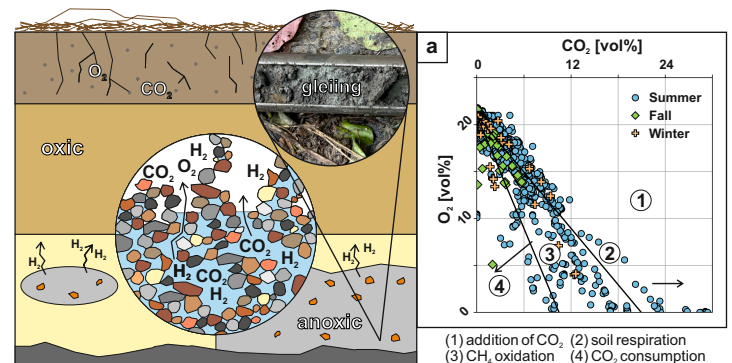 O2
CO2
gleiing
oxic
H2
CO2
O2
H2
CO2
H2
H2
CO2
H2
H2
H2
H2
H2
H2
anoxic
a
CO2 [vol%]
0
12
24
Summer
Fall
Winter
O2 [vol%]
20
10
0
1
2
3
4
(1) addition of CO2 (2) soil respiration
(3) CH4 oxidation (4) CO2 consumption